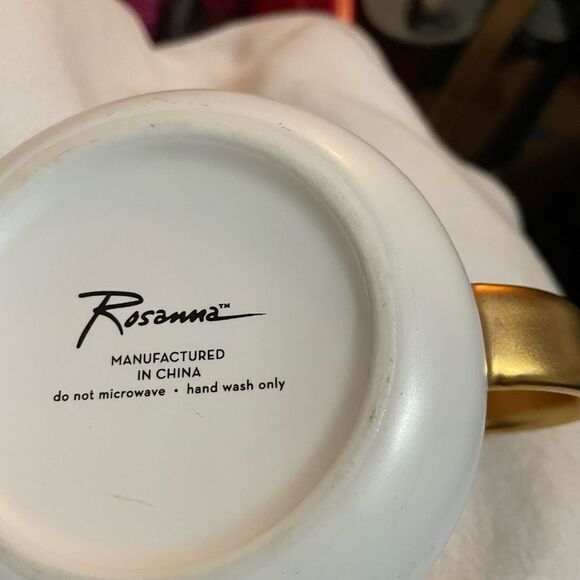 Rosanna™
MANUFACTURED
IN CHINA
do not microwave • hand wash only